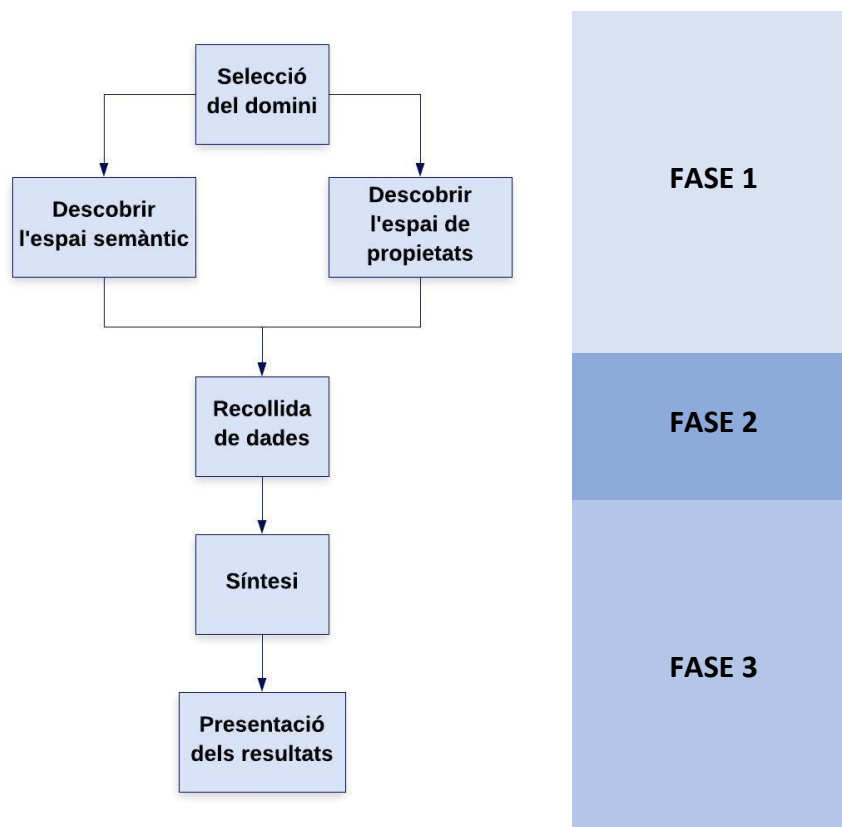 Selecció
del domini
Descobrir
l'espai semàntic
Descobrir
l'espai de
propietats
FASE 1
Recollida
de dades
FASE 2
Síntesi
Presentació
dels resultats
FASE 3